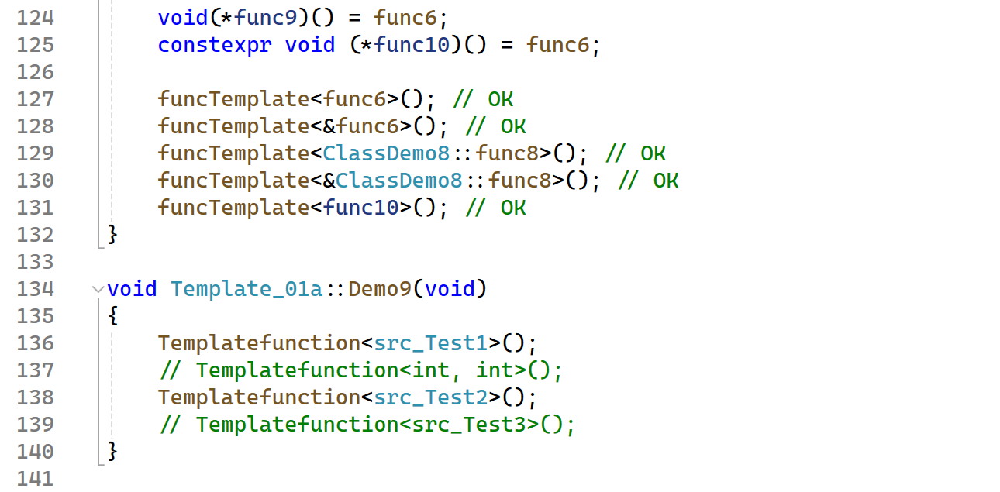 124     void(*func9)() = func6;
125     constexpr void (*func10)() = func6;
126
127     funcTemplate<func6>(); // OK
128     funcTemplate<&func6>(); // OK
129     funcTemplate<ClassDemo8::func8>(); // OK
130     funcTemplate<&ClassDemo8::func8>(); // OK
131     funcTemplate<func10>(); // OK
132 }
133
134 void Template_01a::Demo9(void)
135 {
136     Templatefunction<src_Test1>();
137     // Templatefunction<int, int>();
138     Templatefunction<src_Test2>();
139     // Templatefunction<src_Test3>();
140 }
141